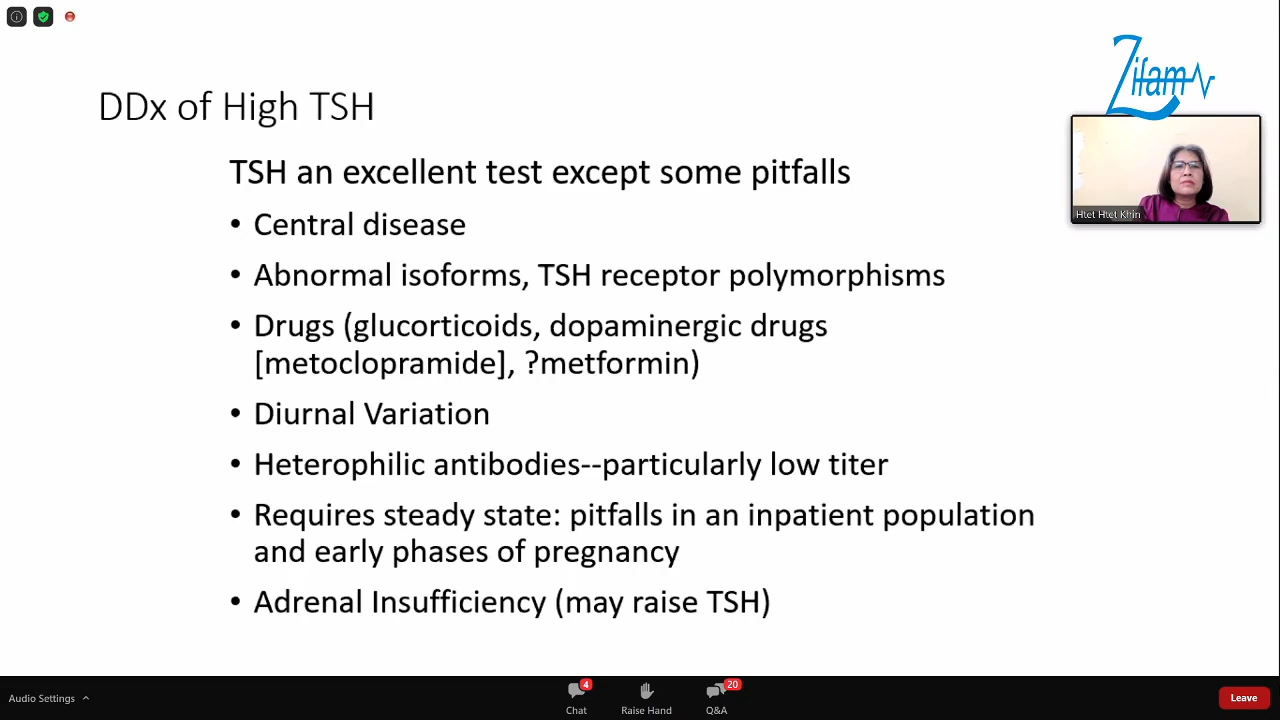 Zifam
DDx of High TSH
TSH an excellent test except some pitfalls
• Central disease
• Abnormal isoforms, TSH receptor polymorphisms
• Drugs (glucorticoids, dopaminergic drugs
[metoclopramide], ?metformin)
• Diurnal Variation
• Heterophilic antibodies--particularly low titer
• Requires steady state: pitfalls in an inpatient population
and early phases of pregnancy
• Adrenal Insufficiency (may raise TSH)
Htet Htet Khin
Audio Settings
4
Chat
Raise Hand
20
Q&A
Leave